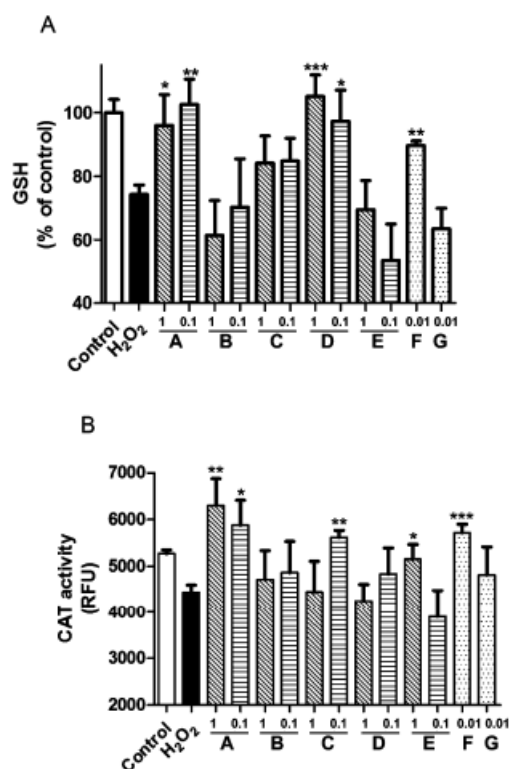 A
GSH
(% of control)
100
80
60
40
* ** *** * **
Control H₂O₂ 1 0.1 1 0.1 1 0.1 1 0.1 1 0.1 0.01 0.01
A B C D E F G
B
CAT activity
(RFU)
7000
6000
5000
4000
3000
2000
** * ** * ***
Control H₂O₂ 1 0.1 1 0.1 1 0.1 1 0.1 1 0.1 0.01 0.01
A B C D E F G